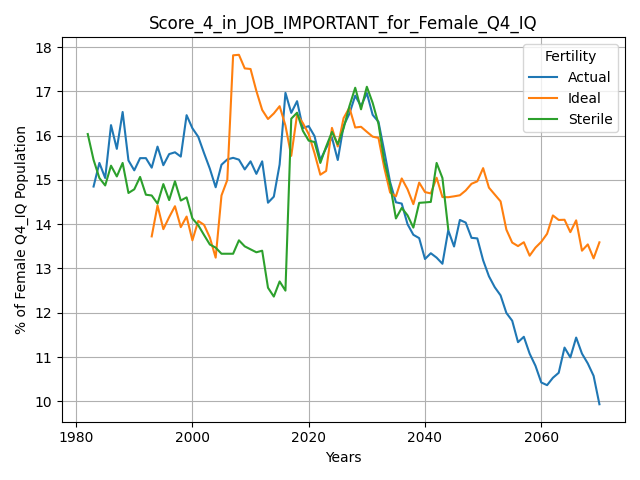 Score_4_in_JOB_IMPORTANT_for_Female_Q4_IQ
Fertility
Actual
Ideal
Sterile
% of Female Q4_IQ Population
18
17
16
15
14
13
12
11
10
1980
2000
2020
2040
2060
Years